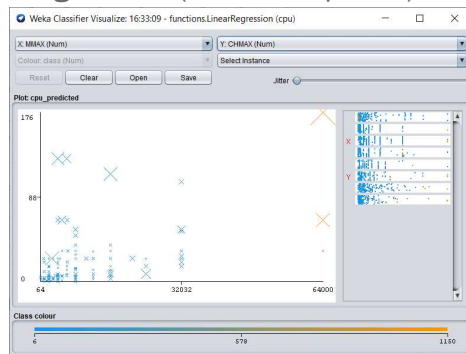 Weka Classifier Visualize: 16:33:09 - functions.LinearRegression (cpu)
X: MMAX (Num) Y: CHMAX (Num)
Colour: class (Num) Select Instance
Reset Clear Open Save Jitter
Plot: cpu_predicted
176
X
88
Y
0
64 32032 64000
Class colour
6 578 1150